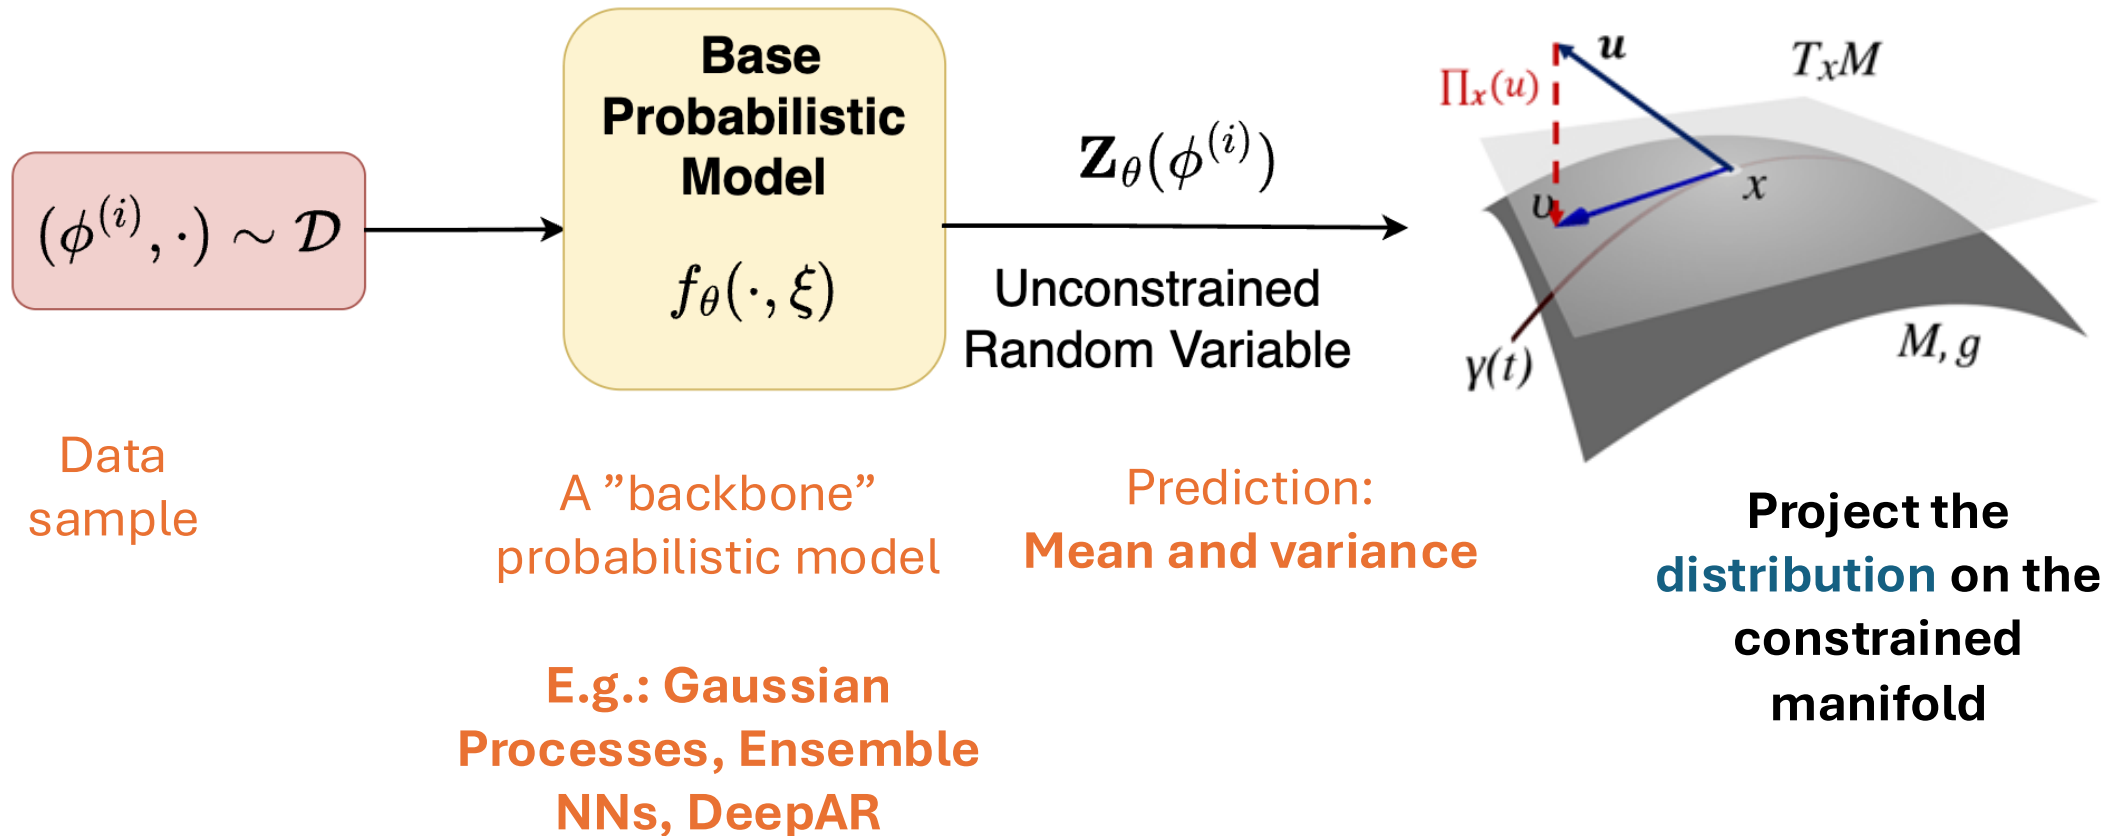 (ϕ^(i), ·) ∼ 𝒟
Data
sample
Base
Probabilistic
Model
f_θ(·, ξ)
A ”backbone”
probabilistic model
E.g.: Gaussian
Processes, Ensemble
NNs, DeepAR
Z_θ(ϕ^(i))
Unconstrained
Random Variable
Prediction:
Mean and variance
u
T_xM
∏_x(u)
υ
x
γ(t)
M, g
Project the
distribution on the
constrained
manifold